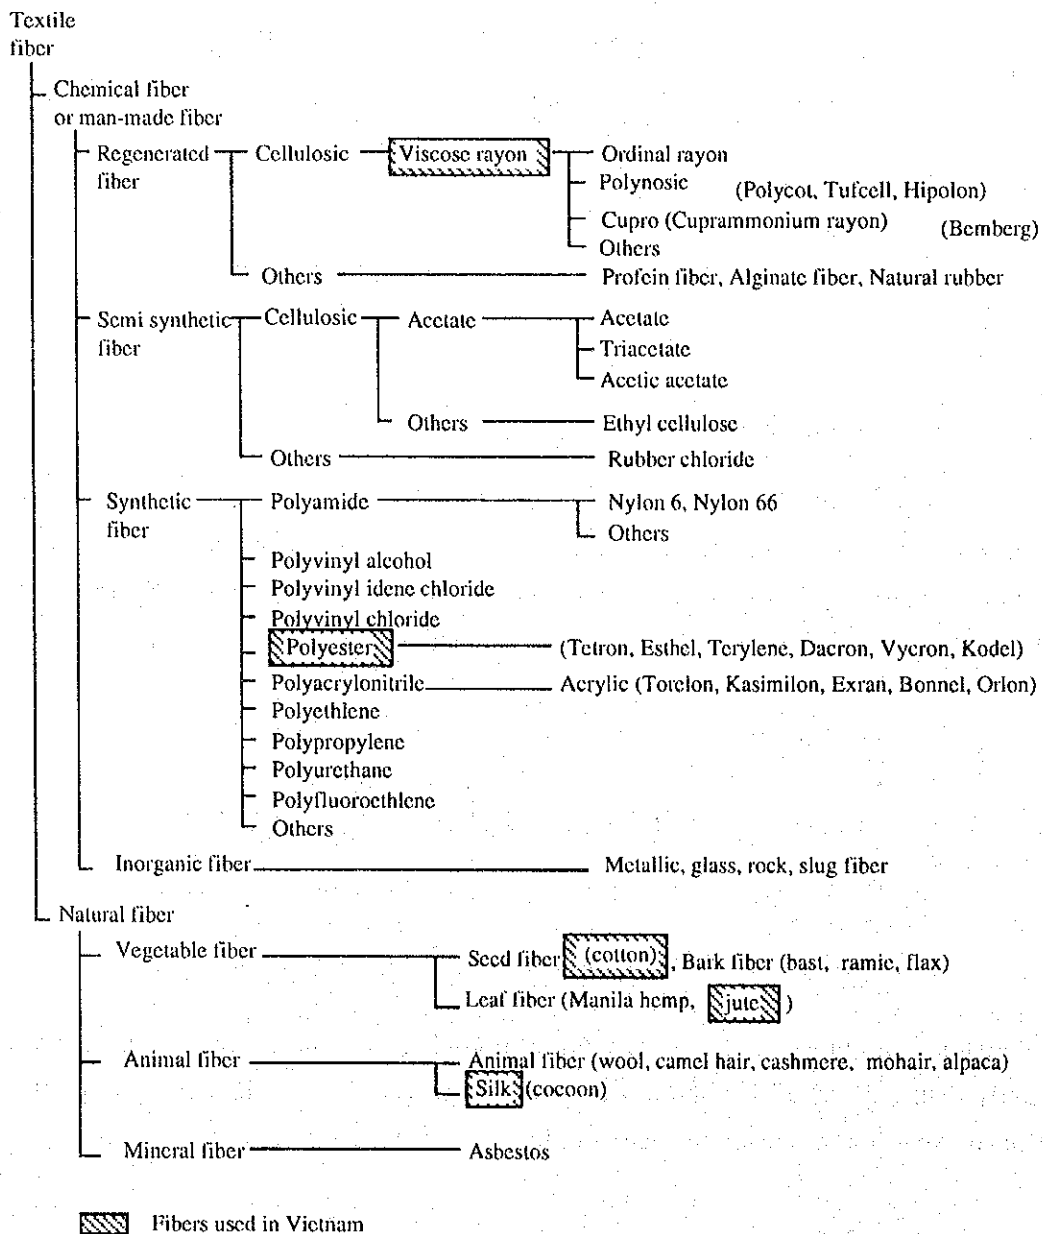 Textile
fiber
Chemical fiber
or man-made fiber
Regenerated Cellulosic Viscose rayon Ordinal rayon
fiber
Polynosic (Polycot, Tufcell, Hipolon)
Cupro (Cuprammonium rayon) (Bemberg)
Others
Others Profein fiber, Alginate fiber, Natural rubber
Semi synthetic Cellulosic Acetate Acetate
fiber
Triacetate
Acetic acetate
Others Ethyl cellulose
Others Rubber chloride
Synthetic Polyamide Nylon 6, Nylon 66
fiber
Others
Polyvinyl alcohol
Polyvinyl idene chloride
Polyvinyl chloride
Polyester (Tetron, Esthel, Terylene, Dacron, Vycron, Kodel)
Polyacrylonitrile Acrylic (Torelon, Kasimilon, Exran, Bonnel, Orlon)
Polyethlene
Polypropylene
Polyurethane
Polyfluoroethlene
Others
Inorganic fiber Metallic, glass, rock, slug fiber
Natural fiber
Vegetable fiber Seed fiber (cotton), Bark fiber (bast, ramie, flax)
Leaf fiber (Manila hemp, jute)
Animal fiber Animal fiber (wool, camel hair, cashmere, mohair, alpaca)
Silk (cocoon)
Mineral fiber Asbestos
Fibers used in Vietnam